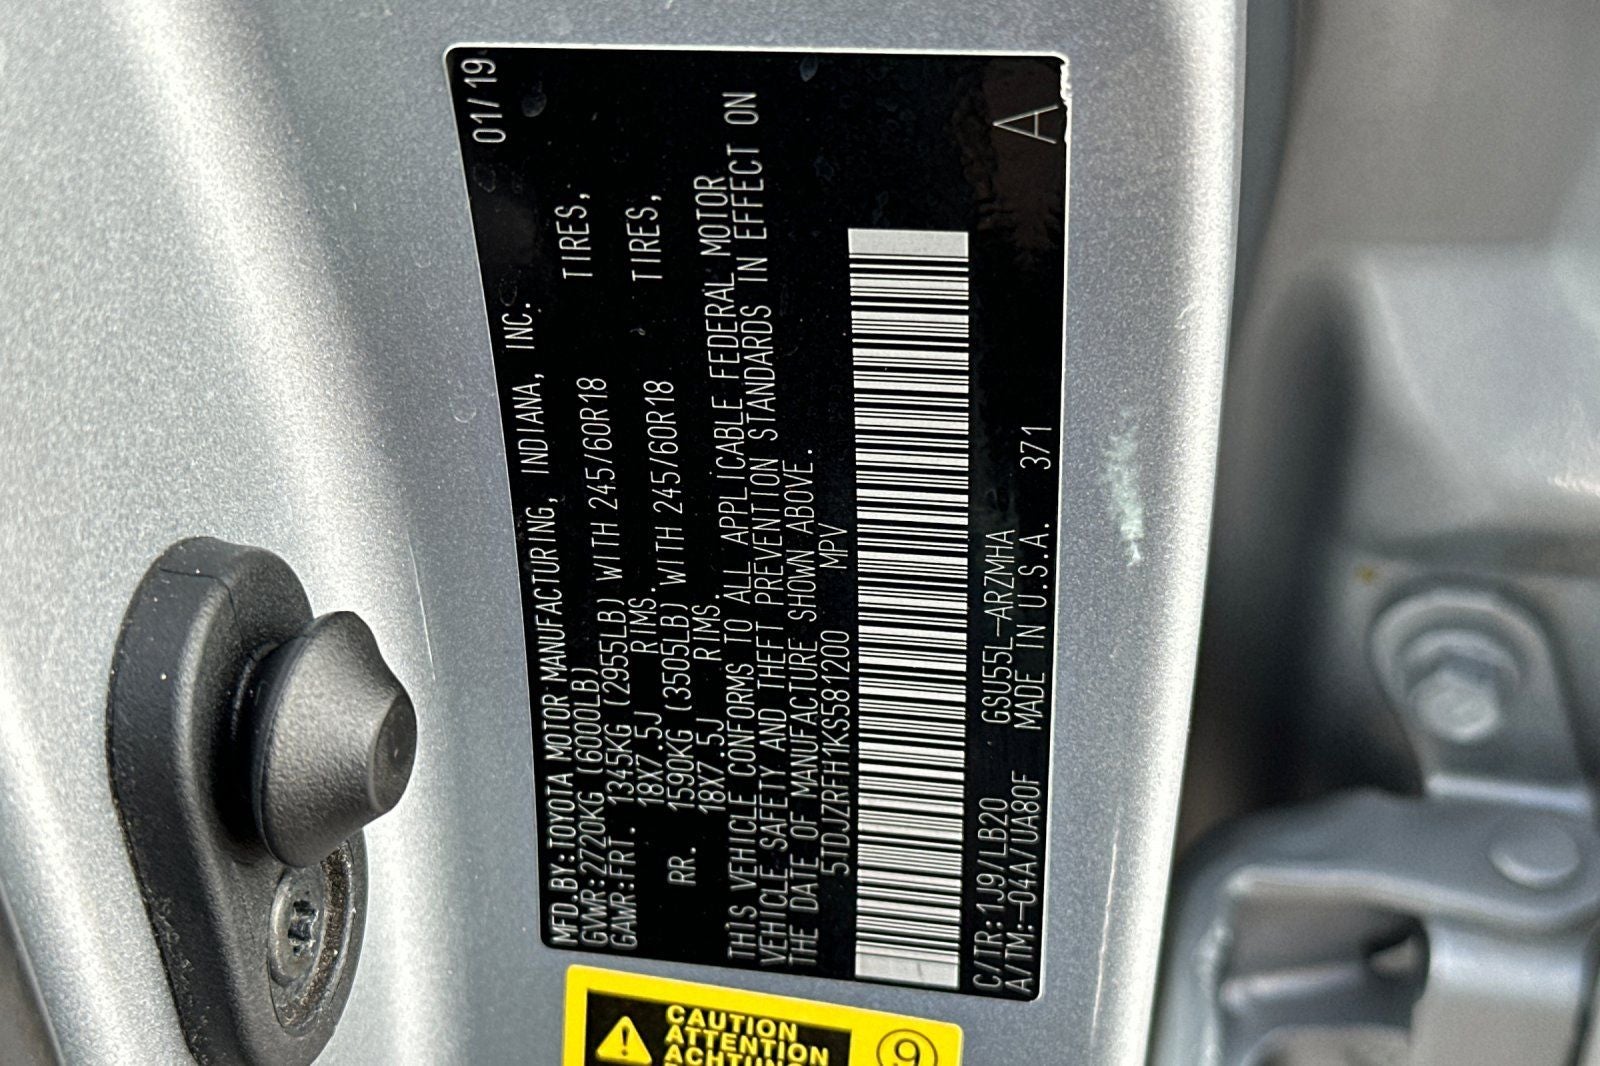 01/19
MFD.BY:TOYOTA MOTOR MANUFACTURING, INDIANA, INC.
GVWR:2720KG (6000LB)
GAWR:FRT. 1345KG (2955LB) WITH 245/60R18 TIRES,
18X7.5J RIMS.
RR. 1590KG (3505LB) WITH 245/60R18 TIRES,
18X7.5J RIMS.
THIS VEHICLE CONFORMS TO ALL APPLICABLE FEDERAL MOTOR
VEHICLE SAFETY AND THEFT PREVENTION STANDARDS IN EFFECT ON
THE DATE OF MANUFACTURE SHOWN ABOVE.
5TDJZRFH1KS581200 MPV
C/TR:1J9/LB20 GSU55L-ARZMHA A
A/TM:-04A/UA80F MADE IN U.S.A. 371
CAUTION
ATTENTION 9
ACHTUNG